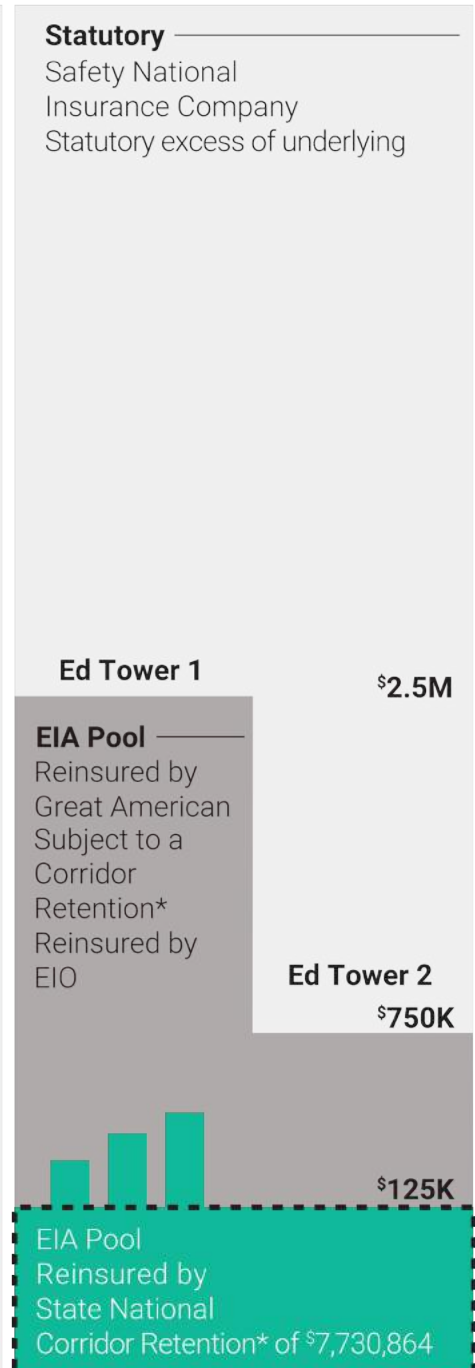 Statutory
Safety National
Insurance Company
Statutory excess of underlying
Ed Tower 1
$2.5M
EIA Pool
Reinsured by
Great American
Subject to a
Corridor
Retention*
Reinsured by
EIO
Ed Tower 2
$750K
$125K
EIA Pool
Reinsured by
State National
Corridor Retention* of $7,730,864